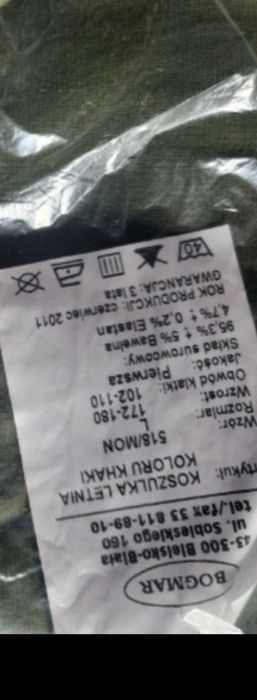 BOGMAR
43-300 Bielsko-Biała
ul. Sobieskiego 160
tel./fax 33 811-89-10
rtykuł: KOSZULKA LETNIA
KOLORU KHAKI
Wzór: 518/MON
Rozmiar: L
Wzrost: 172-180
Obwód klatki: 102-110
Jakość: Pierwsza
Skład surowcowy:
95,3% ± 5% Bawełna
4,7% ± 0,2% Elastan
ROK PRODUKCJI: czerwiec 2011
GWARANCJA: 3 lata
40